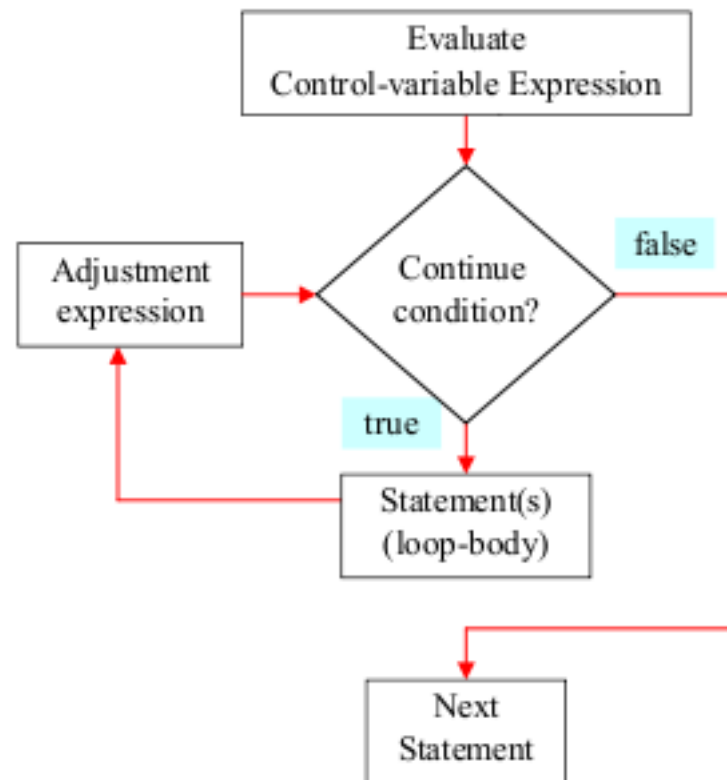 Evaluate
Control-variable Expression
false
Adjustment
expression
Continue
condition?
true
Statement(s)
(loop-body)
Next
Statement